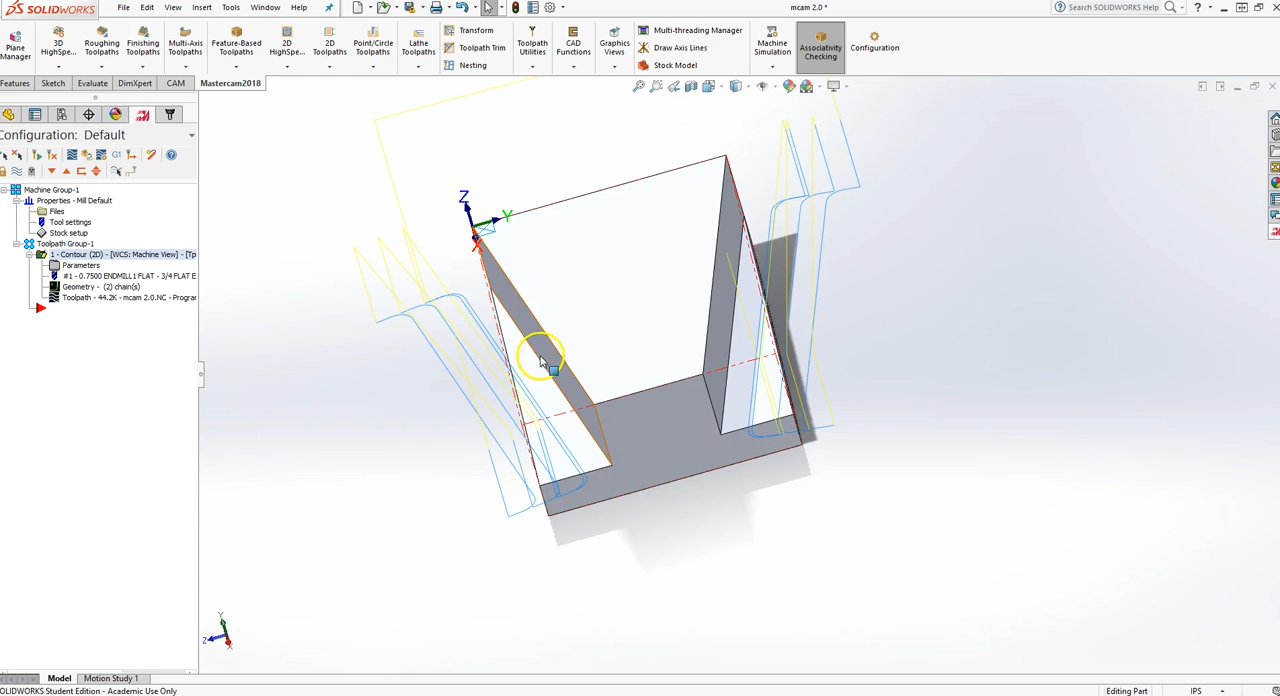 SOLIDWORKS File Edit View Insert Tools Window Help mcam 2.0 * Search SOLIDWORKS Help
Plane Manager
3D HighSpe...
Roughing Toolpaths
Finishing Toolpaths
Multi-Axis Toolpaths
Feature-Based Toolpaths
2D HighSpe...
2D Toolpaths
Point/Circle Toolpaths
Lathe Toolpaths
Transform
Toolpath Trim
Nesting
Toolpath Utilities
CAD Functions
Graphics Views
Multi-threading Manager
Draw Axis Lines
Stock Model
Machine Simulation
Associativity Checking
Configuration
Features Sketch Evaluate DimXpert CAM Mastercam2018
Configuration: Default
G1
Machine Group-1
Properties - Mill Default
Files
Tool settings
Stock setup
Toolpath Group-1
1 - Contour (2D) - [WCS: Machine View] - [Tp
Parameters
#1 - 0.7500 ENDMILL1 FLAT - 3/4 FLAT E
Geometry - (2) chain(s)
Toolpath - 44.2K - mcam 2.0.NC - Progra
Z
Y
X
Y
Z
X
Model Motion Study 1
OLIDWORKS Student Edition - Academic Use Only Editing Part IPS